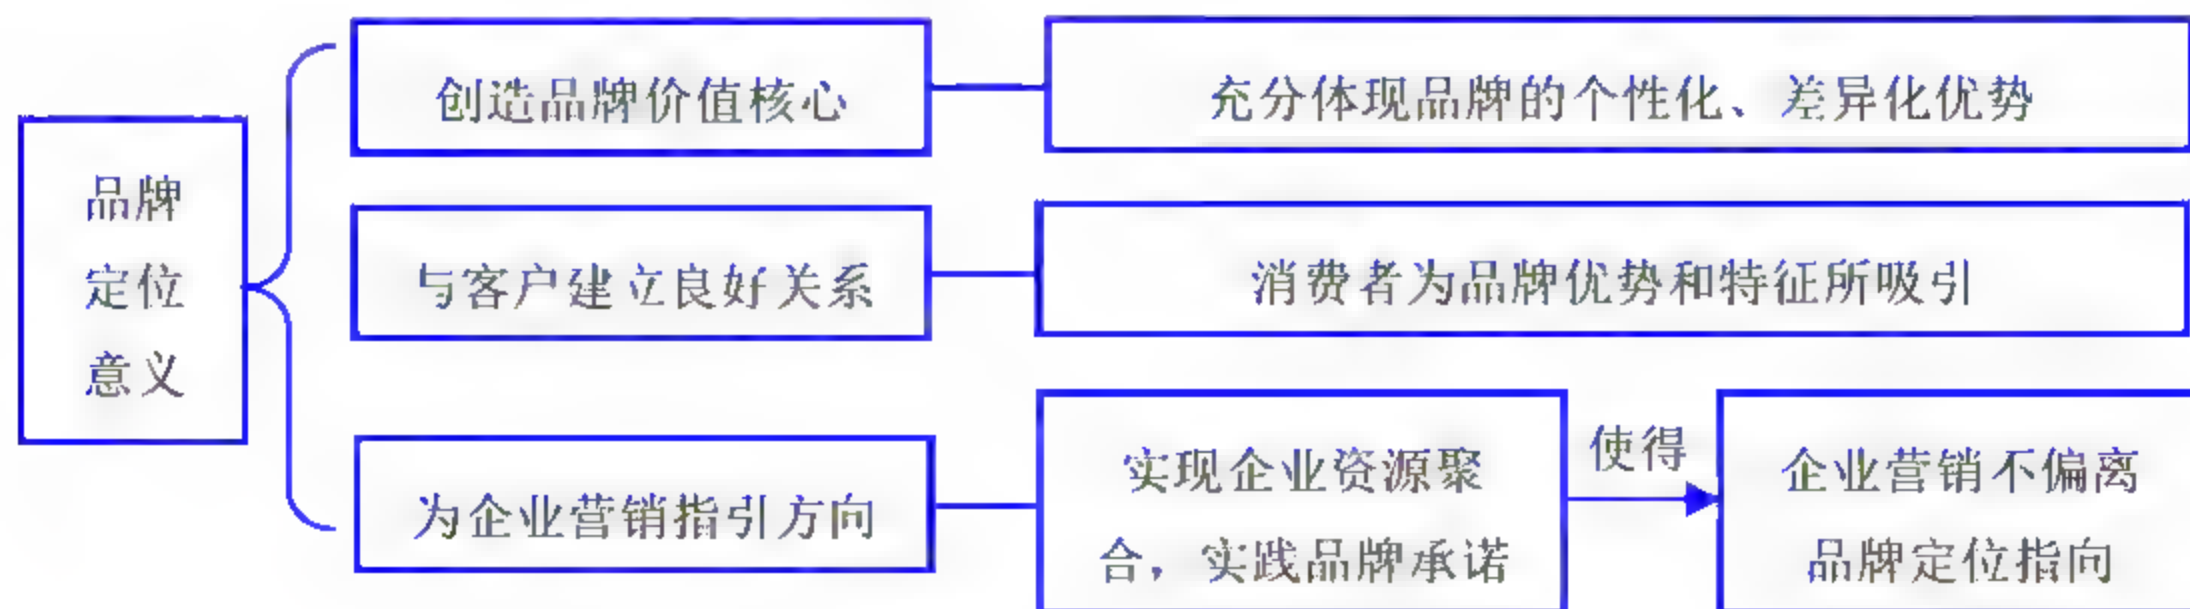 品牌
定位
意义
创造品牌价值核心
充分体现品牌的个性化、差异化优势
与客户建立良好关系
消费者为品牌优势和特征所吸引
为企业营销指引方向
实现企业资源聚
合，实践品牌承诺
使得
企业营销不偏离
品牌定位指向